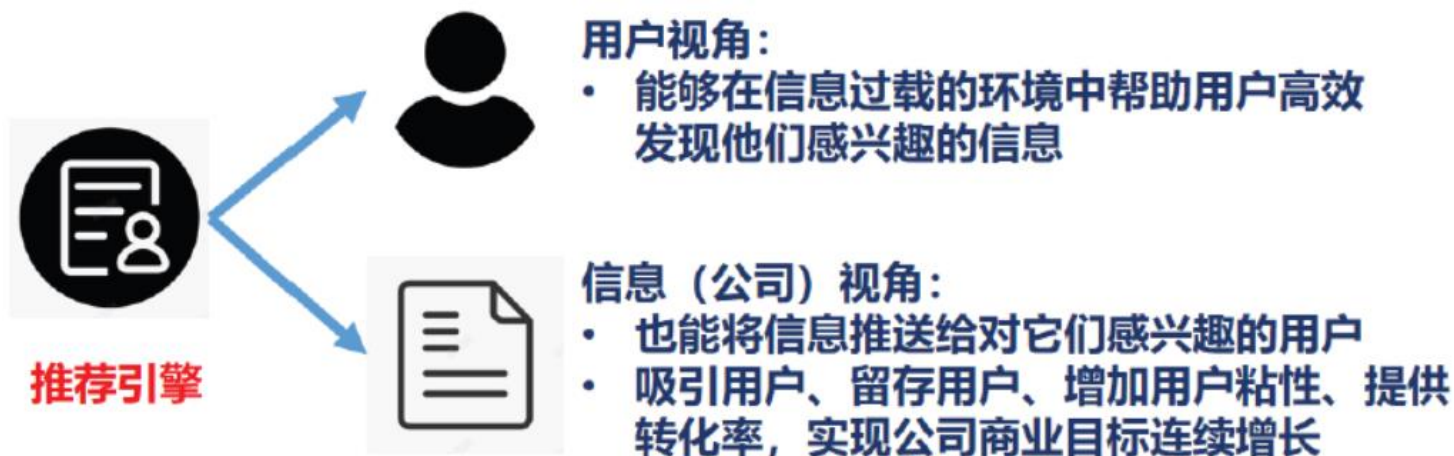 用户视角：
• 能够在信息过载的环境中帮助用户高效
发现他们感兴趣的信息
推荐引擎
信息（公司）视角：
• 也能将信息推送给对它们感兴趣的用户
• 吸引用户、留存用户、增加用户粘性、提供
转化率，实现公司商业目标连续增长